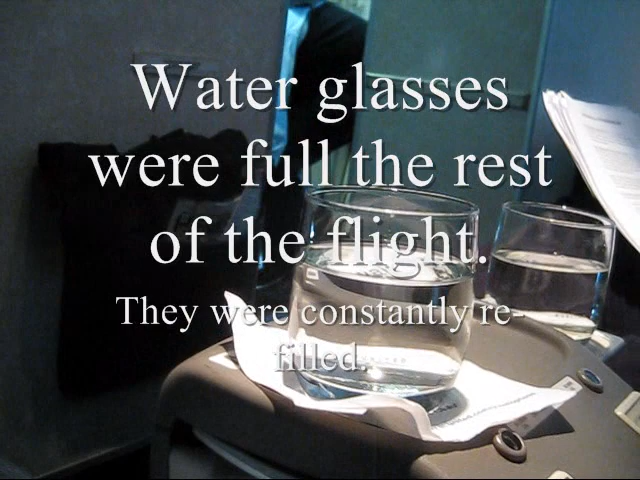 Water glasses
were full the rest
of the flight.
They were constantly re-
filled.